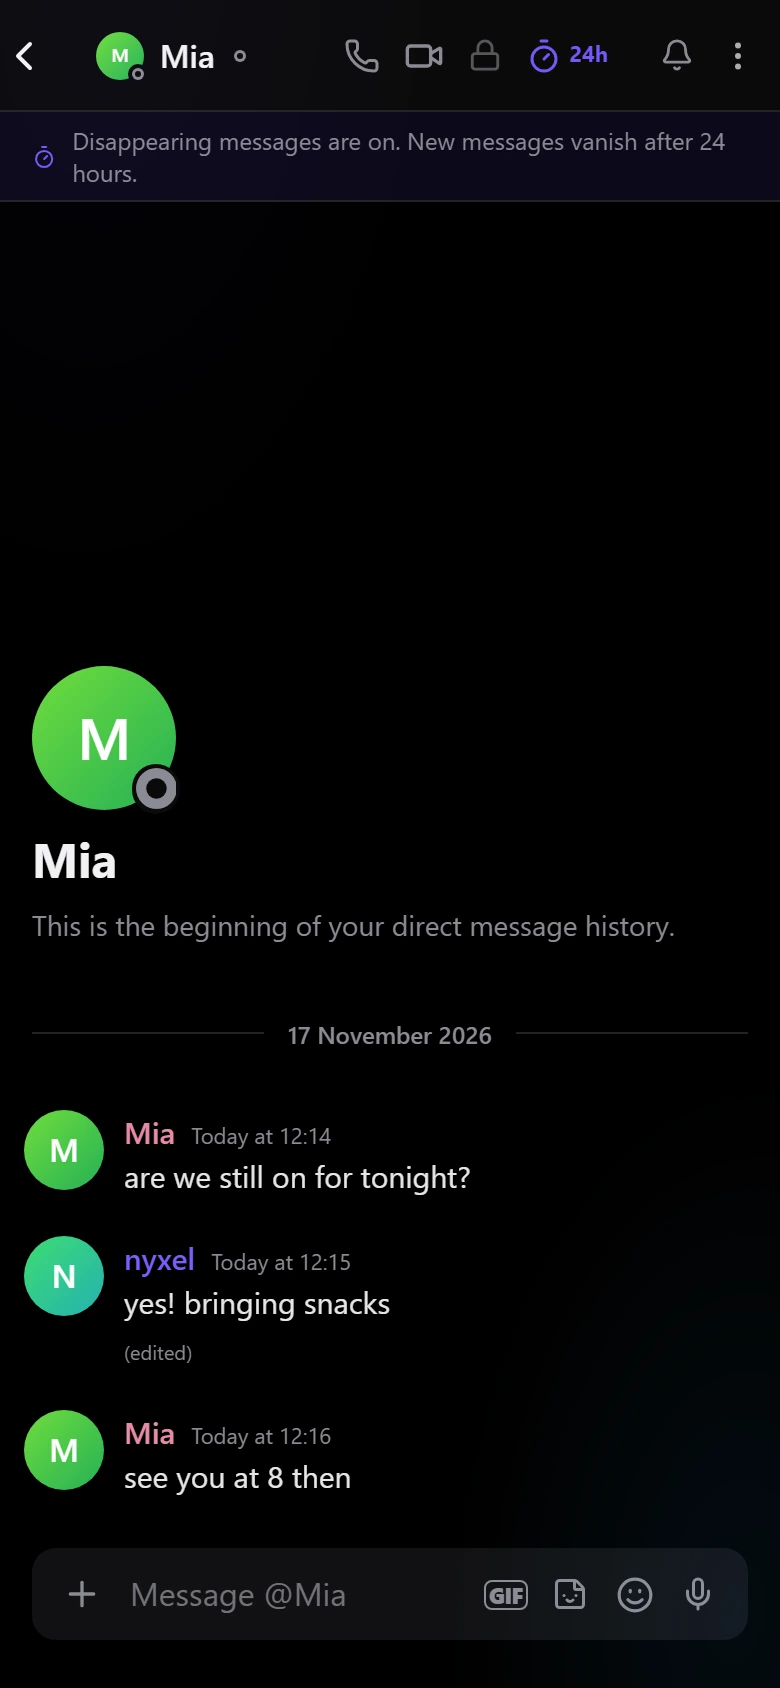 M
Mia
24h
Disappearing messages are on. New messages vanish after 24
hours.
M
Mia
This is the beginning of your direct message history.
17 November 2026
M
Mia Today at 12:14
are we still on for tonight?
N
nyxel Today at 12:15
yes! bringing snacks
(edited)
M
Mia Today at 12:16
see you at 8 then
Message @Mia
GIF